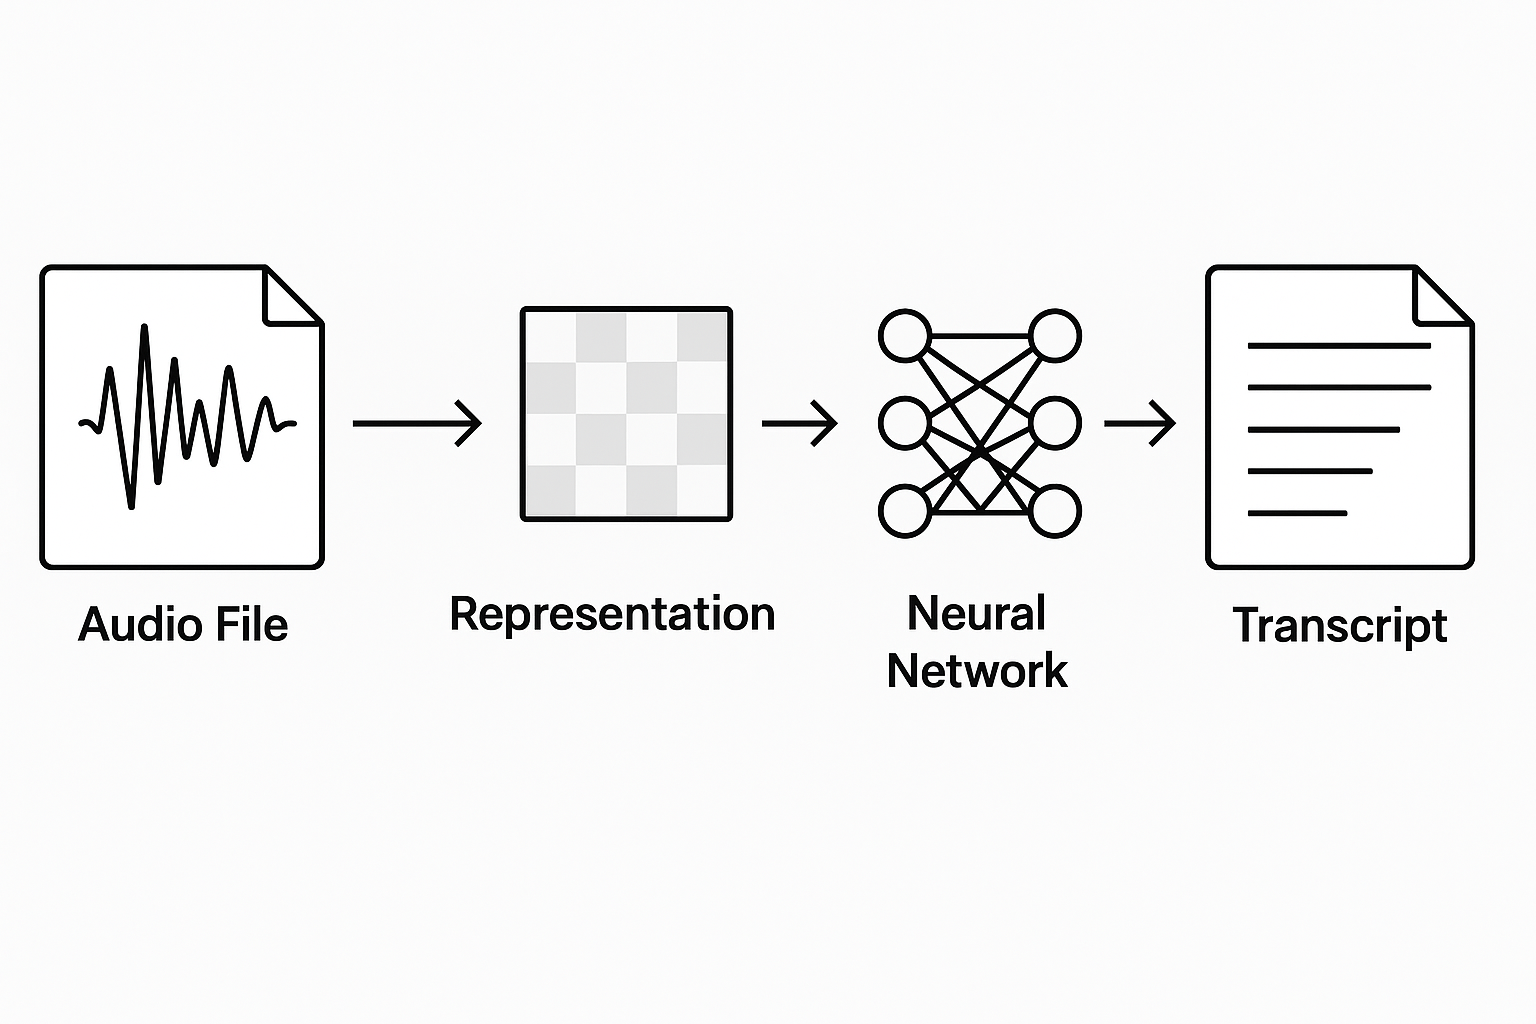 Audio File
Representation
Neural
Network
Transcript